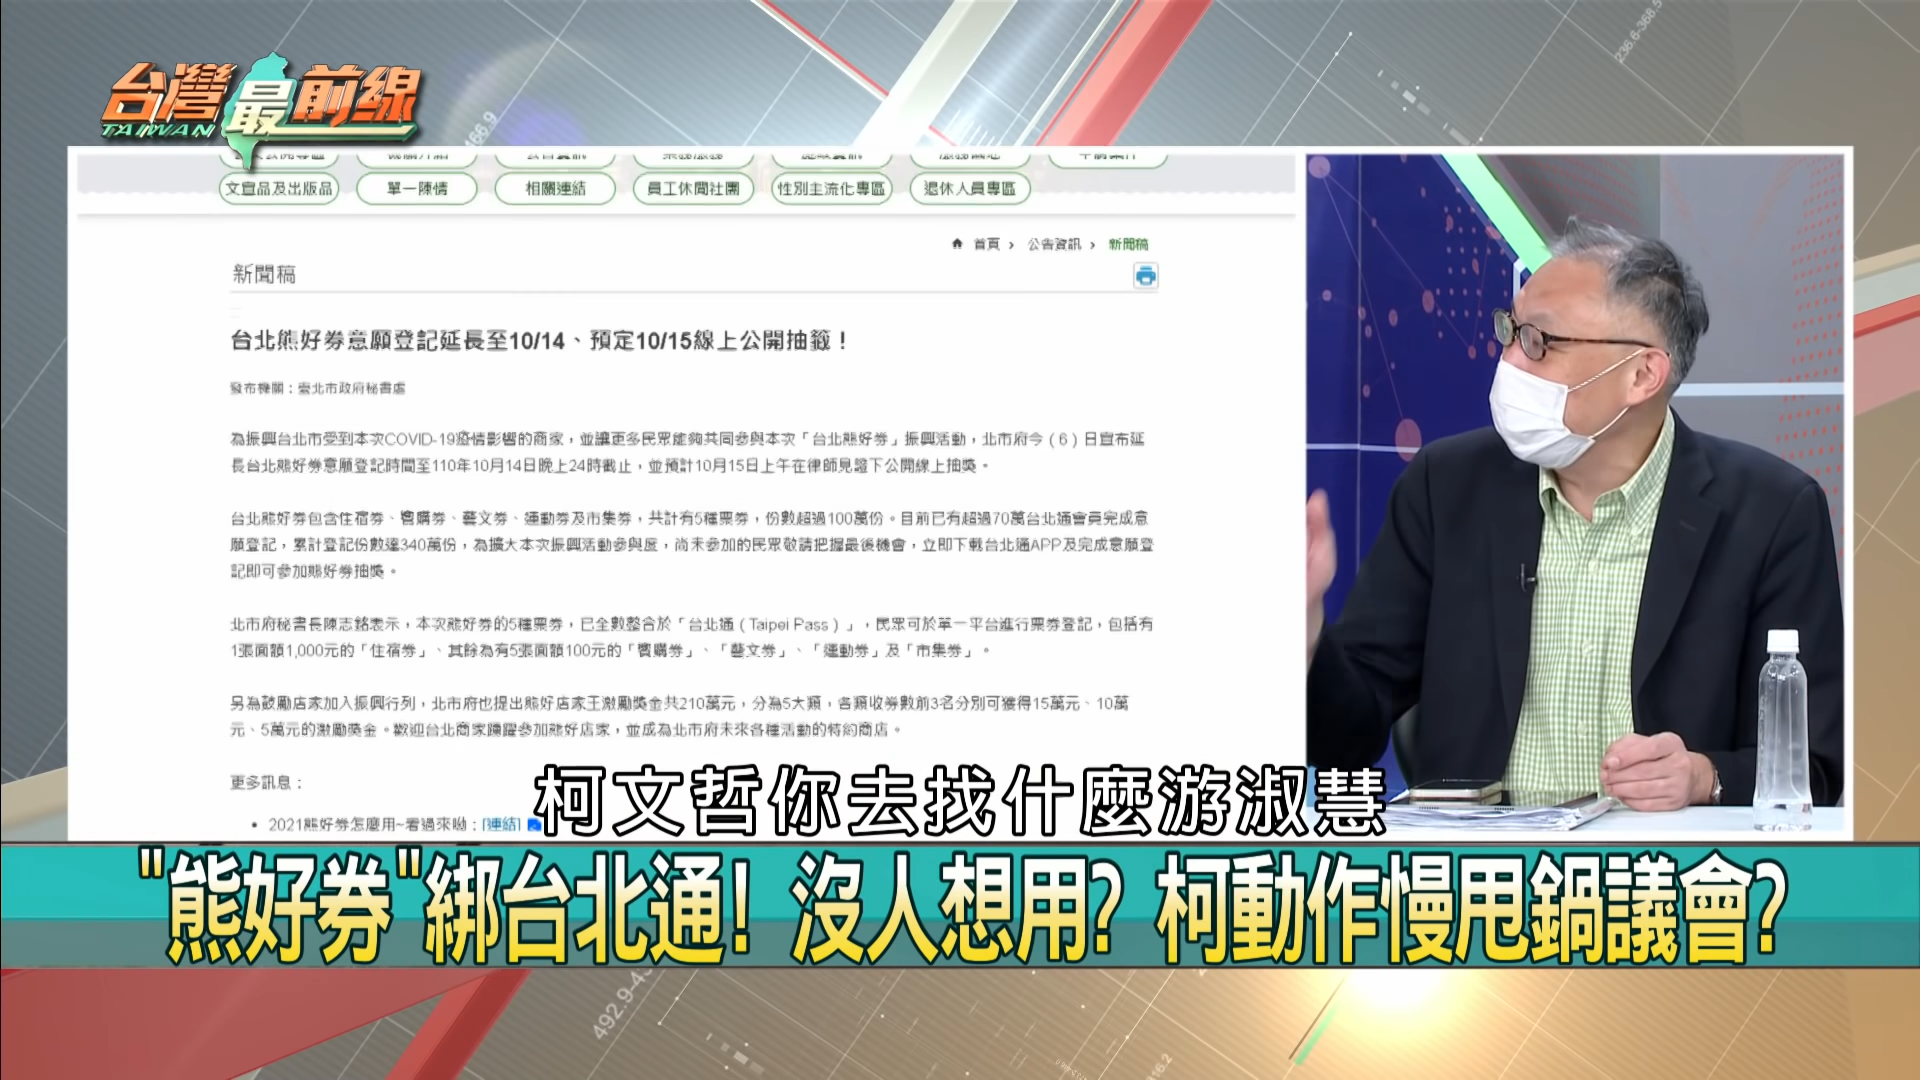 台灣最前線
TAIWAN
文宣品及出版品
單一陳情
相關連結
員工休閒社團
性別主流化專區
退休人員專區
首頁 › 公告資訊 › 新聞稿
新聞稿
台北熊好券意願登記延長至10/14、預定10/15線上公開抽籤！
發布機關：臺北市政府秘書處
為振興台北市受到本次COVID-19疫情影響的商家，並讓更多民眾能夠共同參與本次「台北熊好券」振興活動，北市府今（6）日宣布延
長台北熊好券意願登記時間至110年10月14日晚上24時截止，並預計10月15日上午在律師見證下公開線上抽獎。
台北熊好券包含住宿券、饗購券、藝文券、運動券及市集券，共計有5種票券，份數超過100萬份。目前已有超過70萬台北通會員完成意
願登記，累計登記份數達340萬份，為擴大本次振興活動參與度，尚未參加的民眾敬請把握最後機會，立即下載台北通APP及完成意願登
記即可參加熊好券抽獎。
北市府秘書長陳志銘表示，本次熊好券的5種票券，已全數整合於「台北通（Taipei Pass）」，民眾可於單一平台進行票券登記，包括有
1張面額1,000元的「住宿券」、其餘為有5張面額100元的「饗購券」、「藝文券」、「運動券」及「市集券」。
另為鼓勵店家加入振興行列，北市府也提出熊好店家王激勵獎金共210萬元，分為5大類，各類收券數前3名分別可獲得15萬元、10萬
元、5萬元的激勵獎金。歡迎台北商家踴躍參加熊好店家，並成為北市府未來各種活動的特約商店。
更多訊息：
• 2021熊好券怎麼用~看過來呦：[連結]
柯文哲你去找什麼游淑慧
"熊好券"綁台北通! 沒人想用? 柯動作慢甩鍋議會?